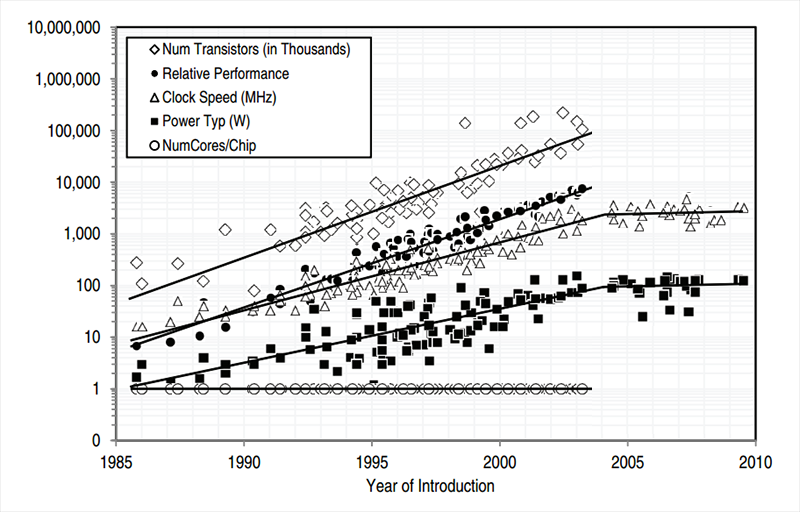 10,000,000
1,000,000
100,000
10,000
1,000
100
10
1
0
Num Transistors (in Thousands)
Relative Performance
Clock Speed (MHz)
Power Typ (W)
NumCores/Chip
1985 1990 1995 2000 2005 2010
Year of Introduction